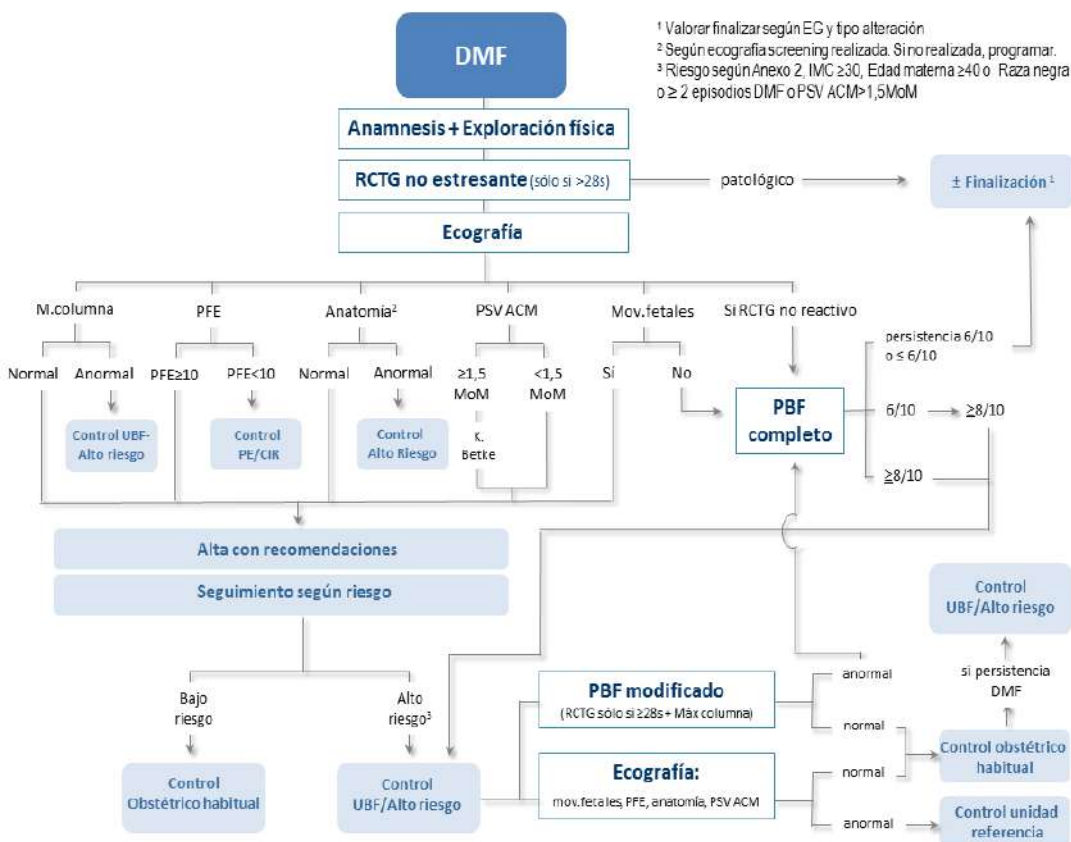 DMF
¹ Valorar finalizar según EG y tipo alteración
² Según ecografía screening realizada. Si no realizada, programar.
³ Riesgo según Anexo 2, IMC ≥30, Edad materna ≥40 o Raza negra
o ≥ 2 episodios DMF o PSV ACM>1,5MoM
Anamnesis + Exploración física
RCTG no estresante (sólo si >28s)
patológico
± Finalización ¹
Ecografía
M.columna
PFE
Anatomía²
PSV ACM
Mov.fetales
Si RCTG no reactivo
Normal
Anormal
PFE≥10
PFE<10
Normal
Anormal
≥1,5
MoM
<1,5
MoM
Sí
No
K.
Betke
Control UBF-
Alto riesgo
Control
PE/CIR
Control
Alto Riesgo
PBF
completo
persistencia 6/10
o ≤ 6/10
6/10
≥8/10
≥8/10
Alta con recomendaciones
Seguimiento según riesgo
Bajo
riesgo
Alto
riesgo³
Control
Obstétrico habitual
Control
UBF/Alto riesgo
PBF modificado
(RCTG sólo si ≥28s + Máx columna)
anormal
normal
Ecografía:
mov.fetales, PFE, anatomía, PSV ACM
normal
anormal
Control
UBF/Alto riesgo
si persistencia
DMF
Control obstétrico
habitual
Control unidad
referencia